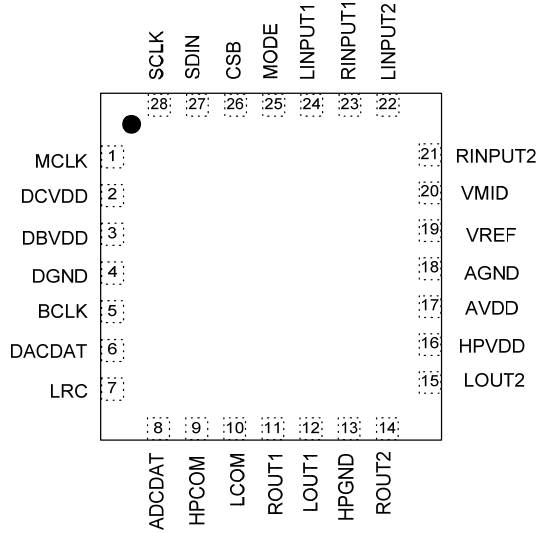 SCLK SDIN CSB MODE LINPUT1 RINPUT1 LINPUT2
28 27 26 25 24 23 22
MCLK 1 21 RINPUT2
DCVDD 2 20 VMID
DBVDD 3 19 VREF
DGND 4 18 AGND
BCLK 5 17 AVDD
DACDAT 6 16 HPVDD
LRC 7 15 LOUT2
8 9 10 11 12 13 14
ADCDAT HPCOM LCOM ROUT1 LOUT1 HPGND ROUT2